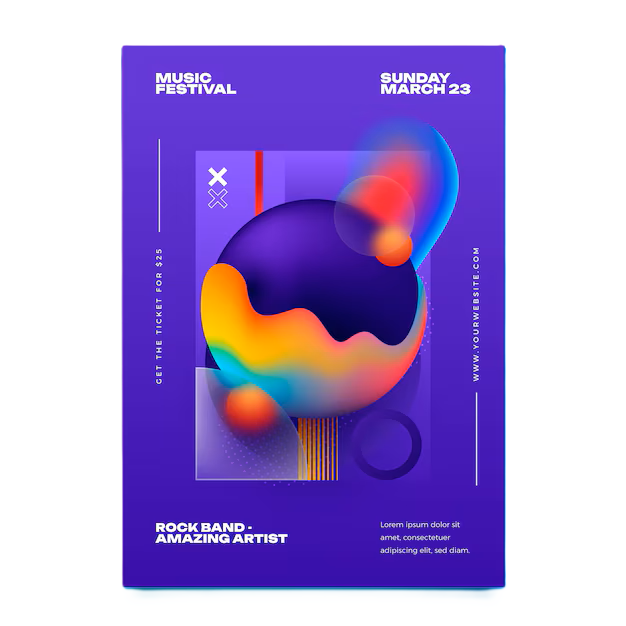 MUSIC
FESTIVAL
SUNDAY
MARCH 23
GET THE TICKET FOR $25
WWW.YOURWEBSITE.COM
ROCK BAND -
AMAZING ARTIST
Lorem ipsum dolor sit
amet, consectetuer
adipiscing elit, sed diam.